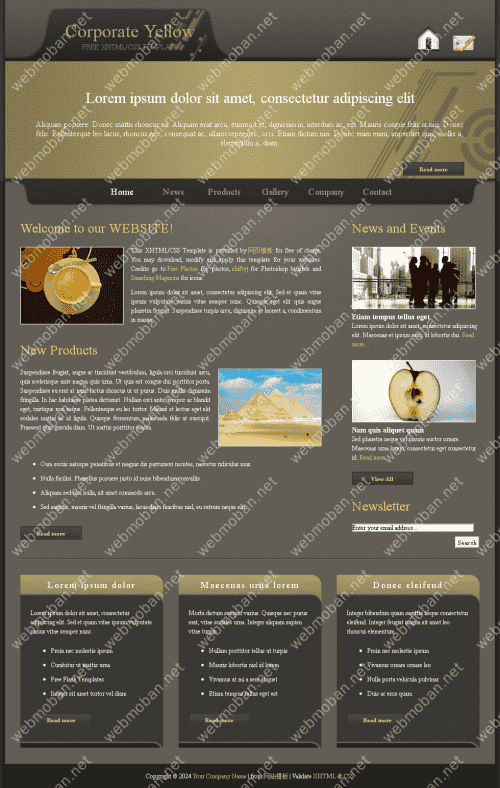 Corporate Yellow
FREE XHTML/CSS TEMPLATE
Lorem ipsum dolor sit amet, consectetur adipiscing elit
Aliquam posuere. Donec mattis rhoncus est. Aliquam erat arcu, euismod et, dignissim in, interdum ac, est. Mauris congue felis at nisi. Donec
felis. Pellentesque leo lacus, rhoncus nec, consequat ac, ullamcorper nec, orci. Etiam dictum nisi. Donec enim enim, imperdiet quis, mollis a,
elementum a, diam.
Read more
Home News Products Gallery Company Contact
Welcome to our WEBSITE!
This XHTML/CSS Template is provided by 网页模板 for free of charge.
You may download, modify and apply this template for your websites.
Credits go to Free Photos for photos, and Photoshop brushes and
Smashing Magazine for icons.
Lorem ipsum dolor sit amet, consectetur adipiscing elit. Sed et quam vitae
ipsum vulputate varius vitae semper nunc. Quisque eget elit quis augue
pharetra feugiat. Suspendisse turpis arcu, dignissim ac laoreet a, condimentum
in massa.
New Products
Suspendisse feugiat, augue ac tincidunt vestibulum, ligula orci tincidunt arcu,
quis scelerisque ante magna quis urna. Ut quis est congue dui porttitor porta.
Suspendisse eu erat at nunc luctus rhoncus ut ut purus. Duis mollis dignissim
fringilla. In hac habitasse platea dictumst. Nullam orci ante, tempor ac blandit
eget, tristique non neque. Pellentesque eu leo tortor. Mauris et lectus eget elit
sodales mattis ac at ligula. Quisque fermentum malesuada felis at suscipit.
Praesent quis gravida diam. Ut mattis porttitor massa.
Cum sociis natoque penatibus et magnis dis parturient montes, nascetur ridiculus mus.
Nulla facilisi. Phasellus posuere justo id nunc bibendum convallis.
Aliquam sed nisi nulla, sit amet commodo arcu.
Sed sagittis, mauris vel fringilla varius, lacus diam faucibus nisl, eu rutrum neque elit
Read more
News and Events
Etiam tempus tellus eget
Lorem ipsum dolor sit amet, consectetur adipiscing
elit. Maecenas et ipsum enim, id lobortis dui. Read
more...
Nam quis aliquet quam
Sed pharetra neque vel mauris auctor ornare.
Maecenas urna lorem, consectetur eget consectetur
id. Read more...
View All
Newsletter
Enter your email address...
Search
Lorem ipsum dolor
Lorem ipsum dolor sit amet, consectetur
adipiscing elit. Sed et quam vitae ipsum vulputate
varius vitae semper nunc.
Proin nec molestie ipsum
Curabitur ut mattis urna
Free Flash Templates
Integer sit amet tortor vel diam
Read more
Maecenas urna lorem
Morbi dictum semper varius. Quisque nec purus
erat, vitae sodales urna. Integer aliquam sapien
vitae turpis
Nullam porttitor tellus ut turpis
Mauris lobortis nisl id lorem
Vivamus at mi a sem aliquet
Etiam tempus tellus eget est
Read more
Donec eleifend
Integer bibendum quam sagittis neque consectetur
eleifend. Integer feugiat magna sit amet leo
rhoncus elementum.
Proin nec molestie ipsum
Vivamus ornare ornare leo
Nulla porta vehicula pulvinar
Duis ac eros quam
Read more
Copyright © 2024 Your Company Name | from 网站模板 | Validate XHTML & CSS
webmoban.net